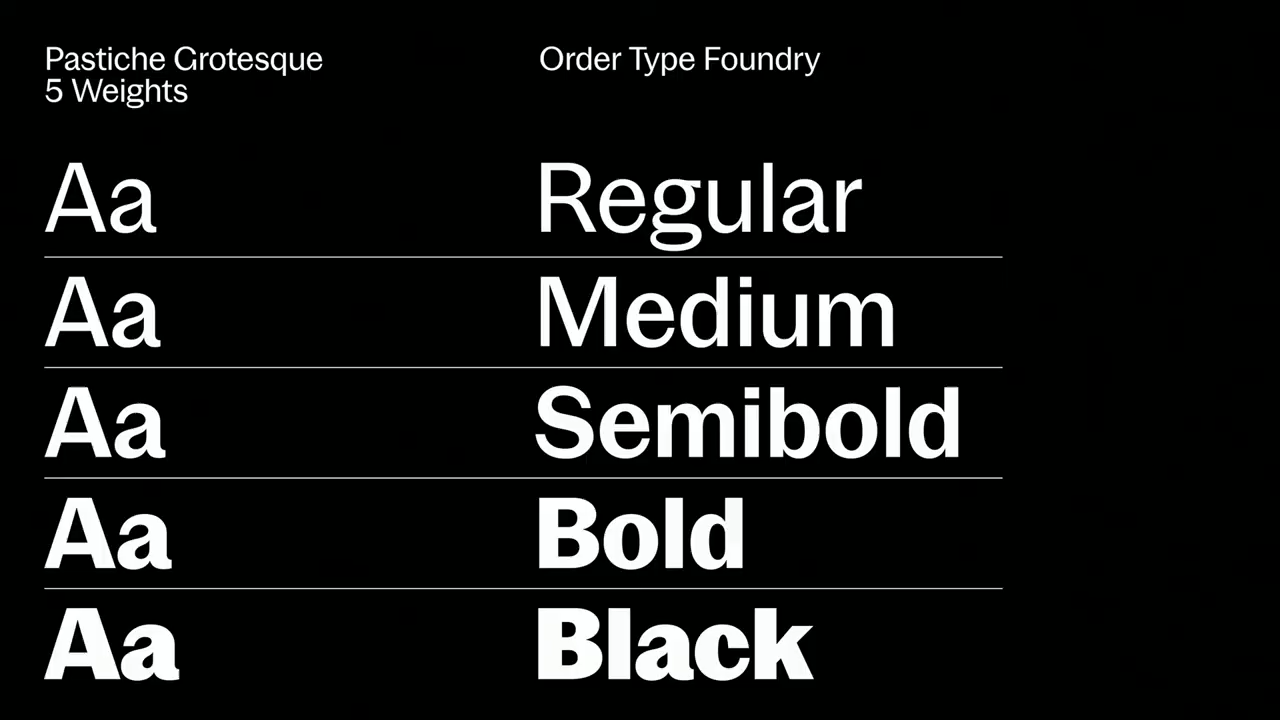 Pastiche Grotesque
5 Weights
Order Type Foundry
Aa Regular
Aa Medium
Aa Semibold
Aa Bold
Aa Black